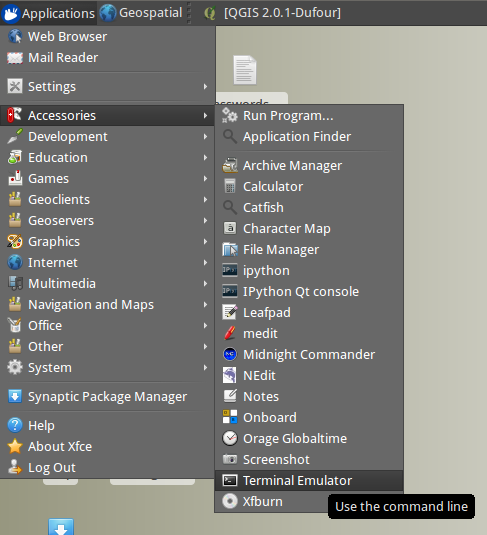 Applications Geospatial [QGIS 2.0.1-Dufour]
Web Browser
Mail Reader
Settings
Accessories
Development
Education
Games
Geoclients
Geoservers
Graphics
Internet
Multimedia
Navigation and Maps
Office
Other
System
Synaptic Package Manager
Help
About Xfce
Log Out
Run Program...
Application Finder
Archive Manager
Calculator
Catfish
Character Map
File Manager
ipython
IPython Qt console
Leafpad
medit
Midnight Commander
NEdit
Notes
Onboard
Orage Globaltime
Screenshot
Terminal Emulator
Xfburn
Use the command line